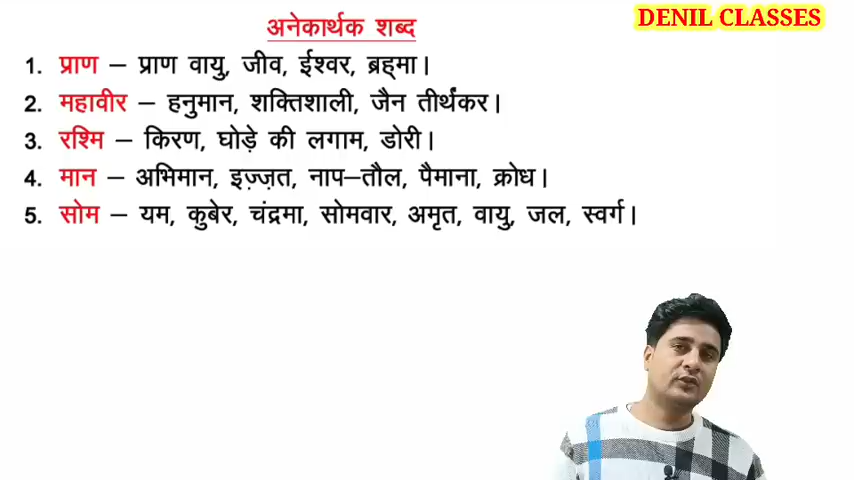 DENIL CLASSES
अनेकार्थक शब्द
1. प्राण – प्राण वायु, जीव, ईश्वर, ब्रह्मा।
2. महावीर – हनुमान, शक्तिशाली, जैन तीर्थंकर।
3. रश्मि – किरण, घोड़े की लगाम, डोरी।
4. मान – अभिमान, इज़्ज़त, नाप–तौल, पैमाना, क्रोध।
5. सोम – यम, कुबेर, चंद्रमा, सोमवार, अमृत, वायु, जल, स्वर्ग।